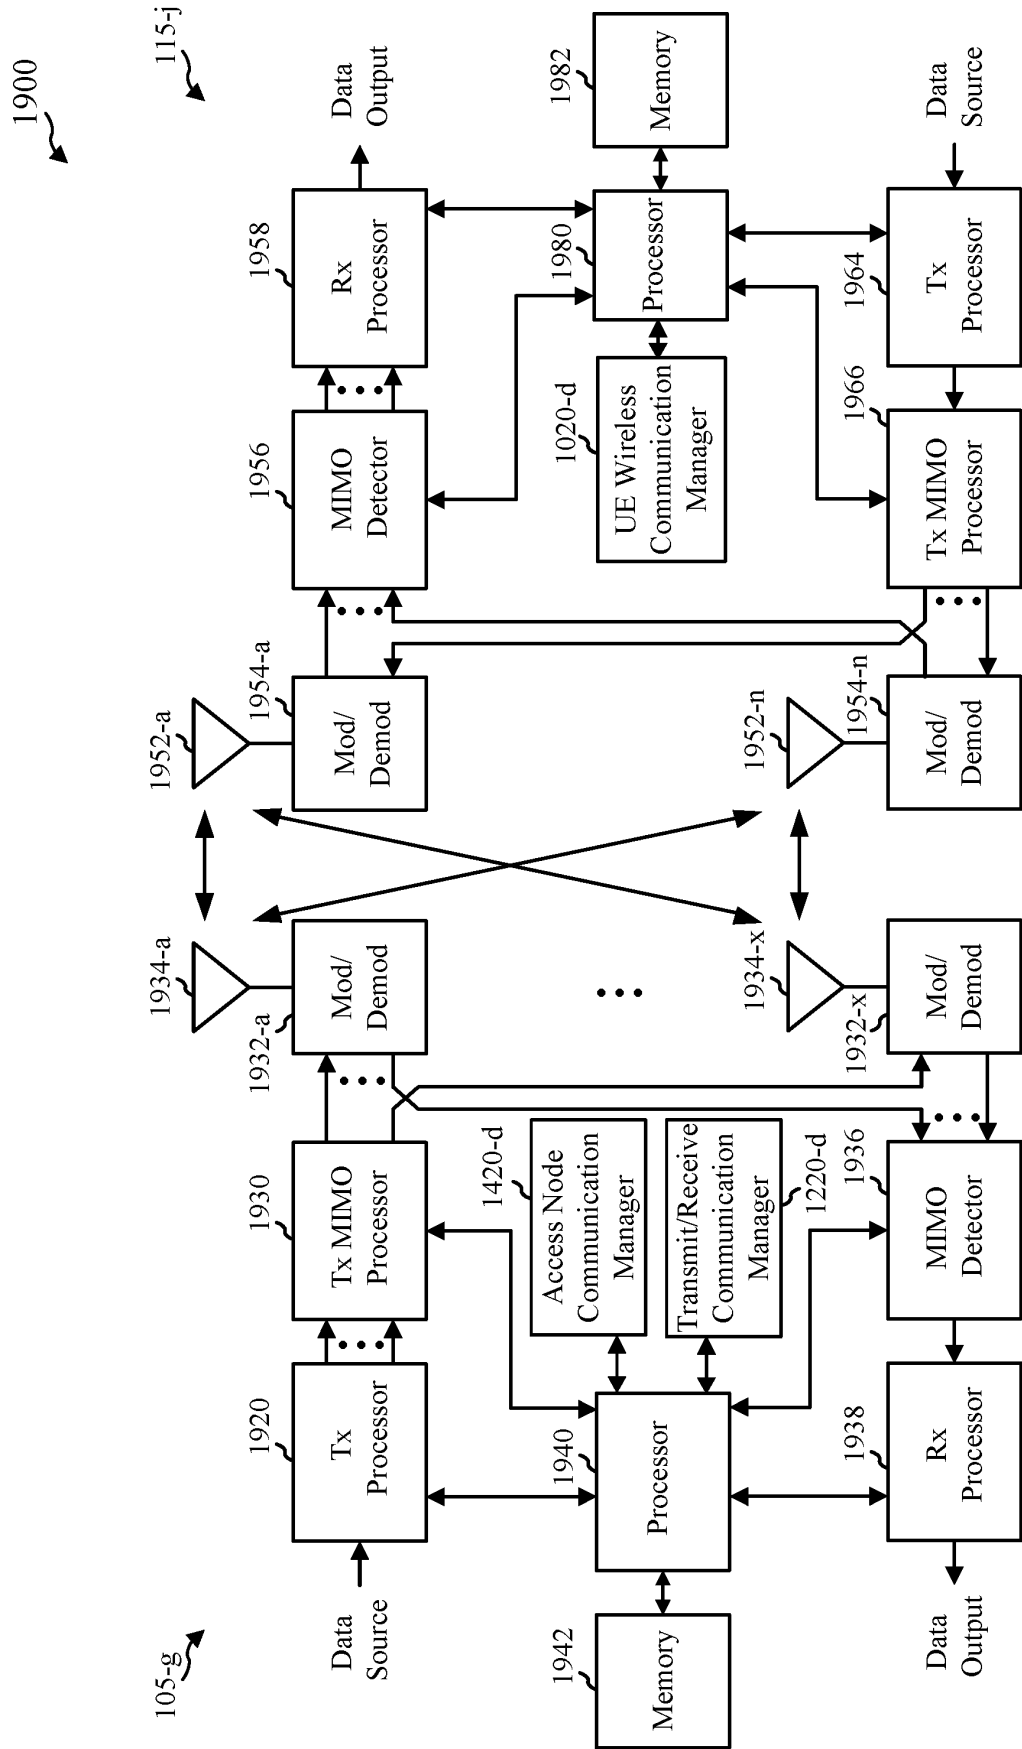 1900
105-g
115-j
Data
Source
1920
Tx
Processor
1930
Tx MIMO
Processor
1932-a
Mod/
Demod
1934-a
1952-a
1954-a
Mod/
Demod
1956
MIMO
Detector
1958
Rx
Processor
Data
Output
1942
Memory
1940
Processor
1420-d
Access Node
Communication
Manager
Transmit/Receive
Communication
Manager
1220-d
1020-d
UE Wireless
Communication
Manager
1980
Processor
1982
Memory
Data
Output
1938
Rx
Processor
1936
MIMO
Detector
1932-x
Mod/
Demod
1934-x
1952-n
1954-n
Mod/
Demod
1966
Tx MIMO
Processor
1964
Tx
Processor
Data
Source